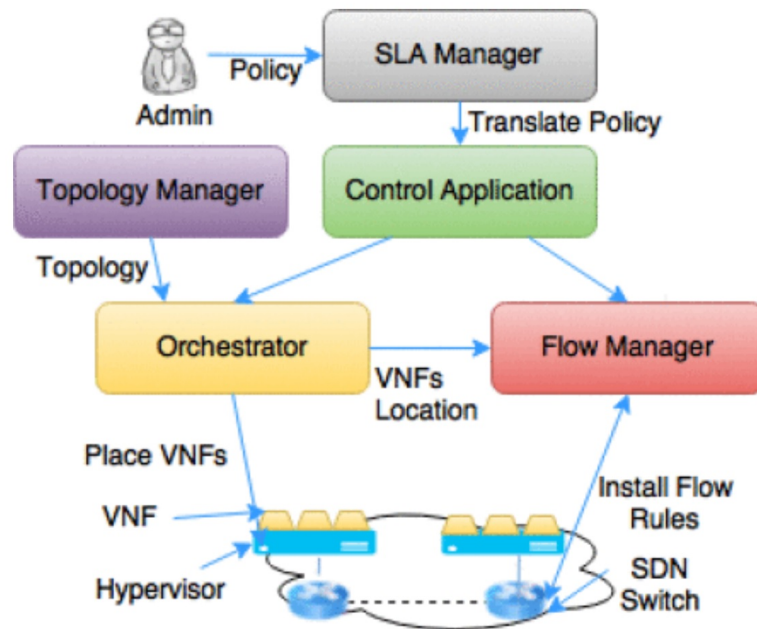 SLA Manager
Policy
Admin
Translate Policy
Topology Manager
Control Application
Topology
Orchestrator
Flow Manager
VNFs
Location
Place VNFs
VNF
Install Flow
Rules
Hypervisor
SDN
Switch